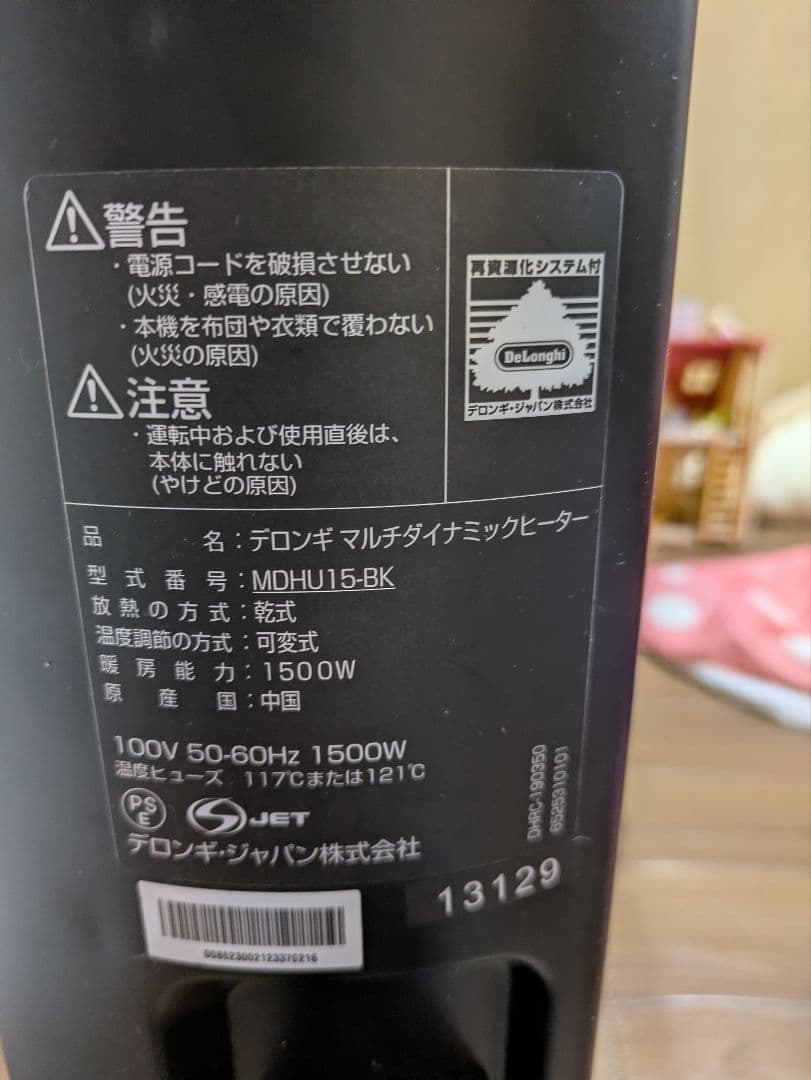 警告
・電源コードを破損させない
(火災・感電の原因)
・本機を布団や衣類で覆わない
(火災の原因)
注意
・運転中および使用直後は、
本体に触れない
(やけどの原因)
再資源化システム付
DeLonghi
デロンギ・ジャパン株式会社
品名：デロンギ マルチダイナミックヒーター
型式番号：MDHU15-BK
放熱の方式：乾式
温度調節の方式：可変式
暖房能力：1500W
原産国：中国
100V 50-60Hz 1500W
温度ヒューズ 117℃または121℃
PSE
JET
デロンギ・ジャパン株式会社
DHRC-190350
6525310101
13129